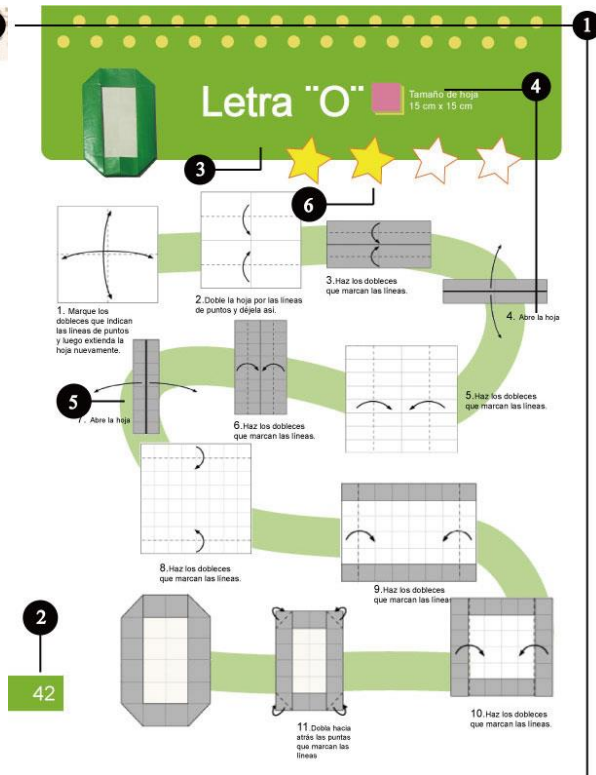 1
Letra ¨O¨
Tamaño de hoja
15 cm x 15 cm
4
3
6
1. Marque los
dobleces que indican
las líneas de puntos
y luego extienda la
hoja nuevamente.
2.Doble la hoja por las líneas
de puntos y déjela así.
3.Haz los dobleces
que marcan las líneas.
4. Abre la hoja
5.Haz los dobleces
que marcan las líneas.
6.Haz los dobleces
que marcan las líneas.
5
7. Abre la hoja
8.Haz los dobleces
que marcan las líneas.
9.Haz los dobleces
que marcan las líneas
10.Haz los dobleces
que marcan las líneas.
11.Dobla hacia
atrás las puntas
que marcan las
líneas
2
42